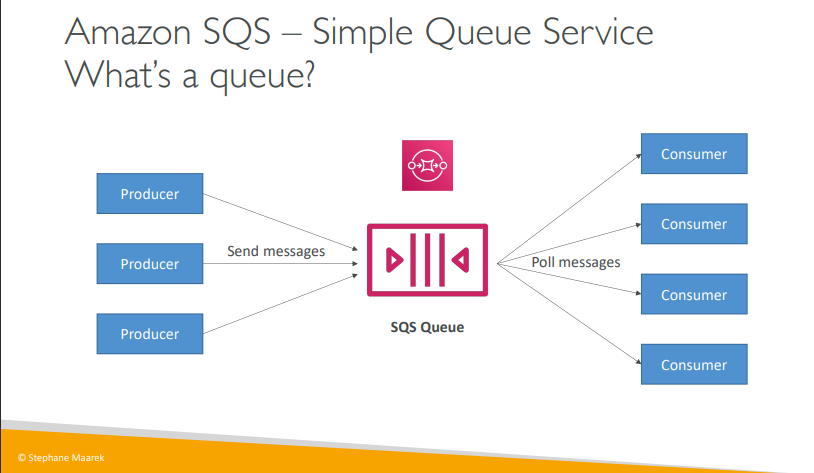 Amazon SQS – Simple Queue Service
What's a queue?
Producer
Producer
Producer
Send messages
SQS Queue
Poll messages
Consumer
Consumer
Consumer
Consumer
© Stephane Maarek